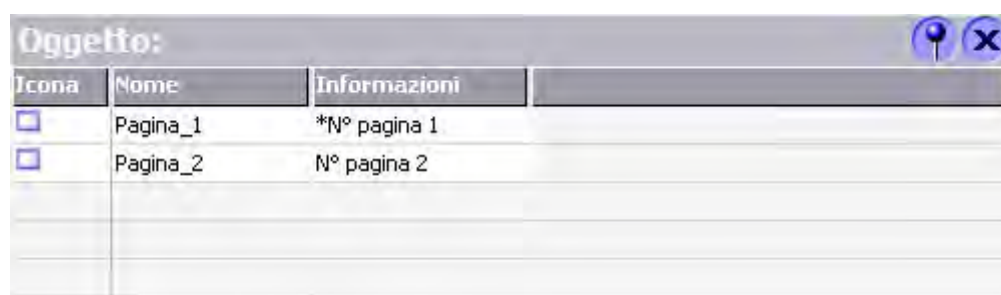 Oggetto:
Icona Nome Informazioni
Pagina_1 *N° pagina 1
Pagina_2 N° pagina 2